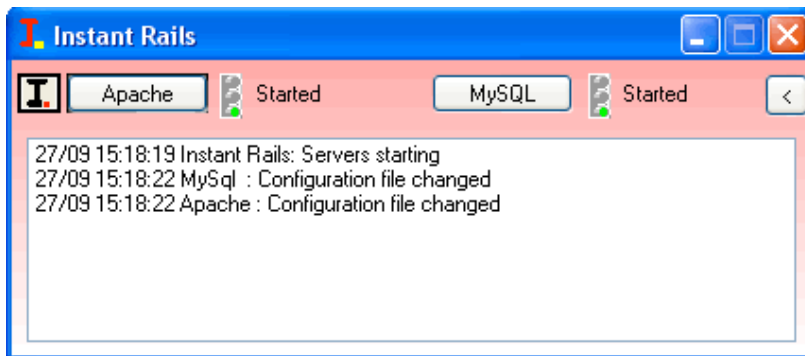 Instant Rails
I. Apache Started MySQL Started <
27/09 15:18:19 Instant Rails: Servers starting
27/09 15:18:22 MySql : Configuration file changed
27/09 15:18:22 Apache : Configuration file changed